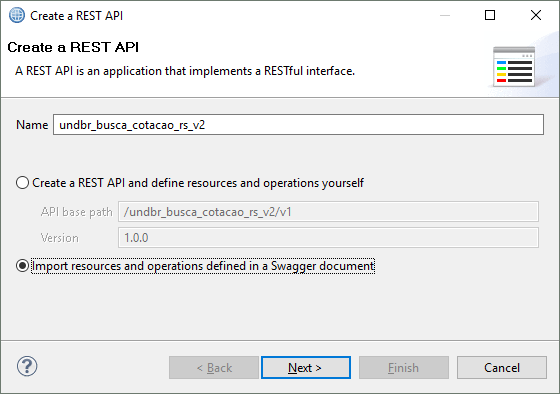 Create a REST API
Create a REST API
A REST API is an application that implements a RESTful interface.
Name undbr_busca_cotacao_rs_v2
Create a REST API and define resources and operations yourself
API base path /undbr_busca_cotacao_rs_v2/v1
Version 1.0.0
Import resources and operations defined in a Swagger document
? < Back Next > Finish Cancel